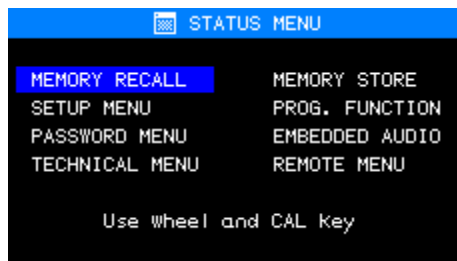 STATUS MENU
MEMORY RECALL MEMORY STORE
SETUP MENU PROG. FUNCTION
PASSWORD MENU EMBEDDED AUDIO
TECHNICAL MENU REMOTE MENU
Use Wheel and CAL Key